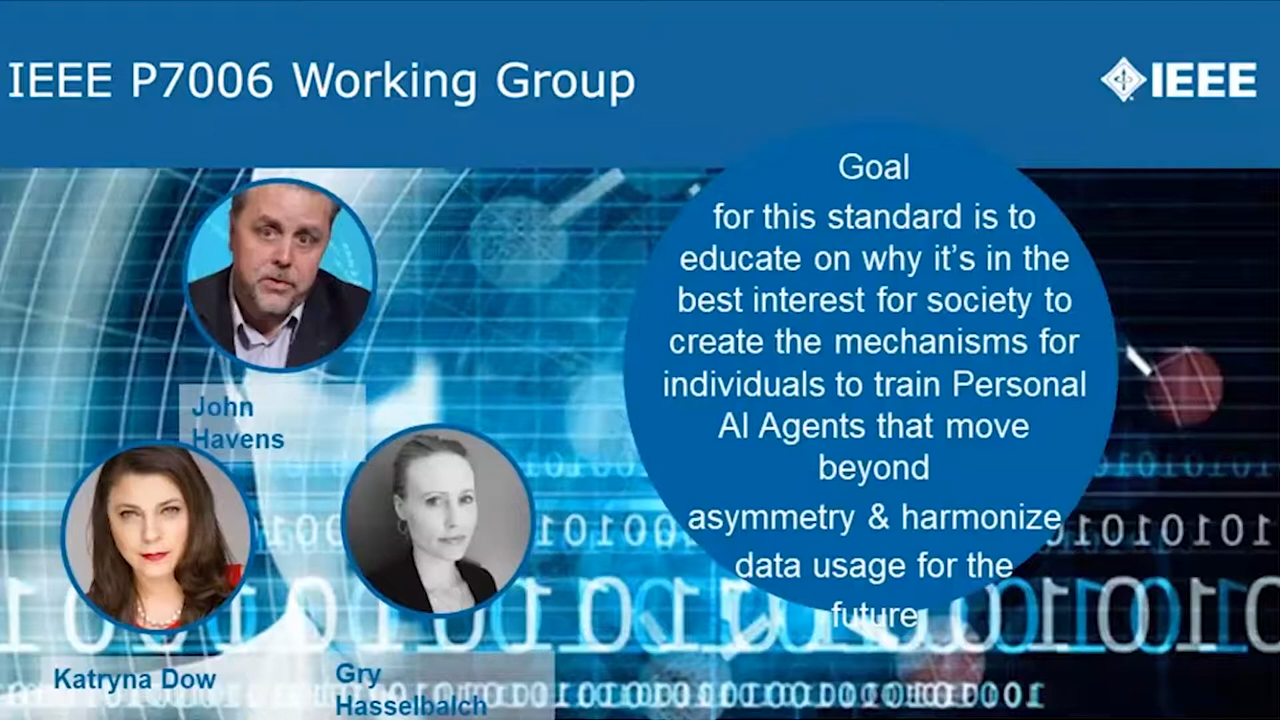 IEEE P7006 Working Group
IEEE
Goal
for this standard is to
educate on why it’s in the
best interest for society to
create the mechanisms for
individuals to train Personal
AI Agents that move
beyond
asymmetry & harmonize
data usage for the
future
John
Havens
Katryna Dow
Gry
Hasselbalch